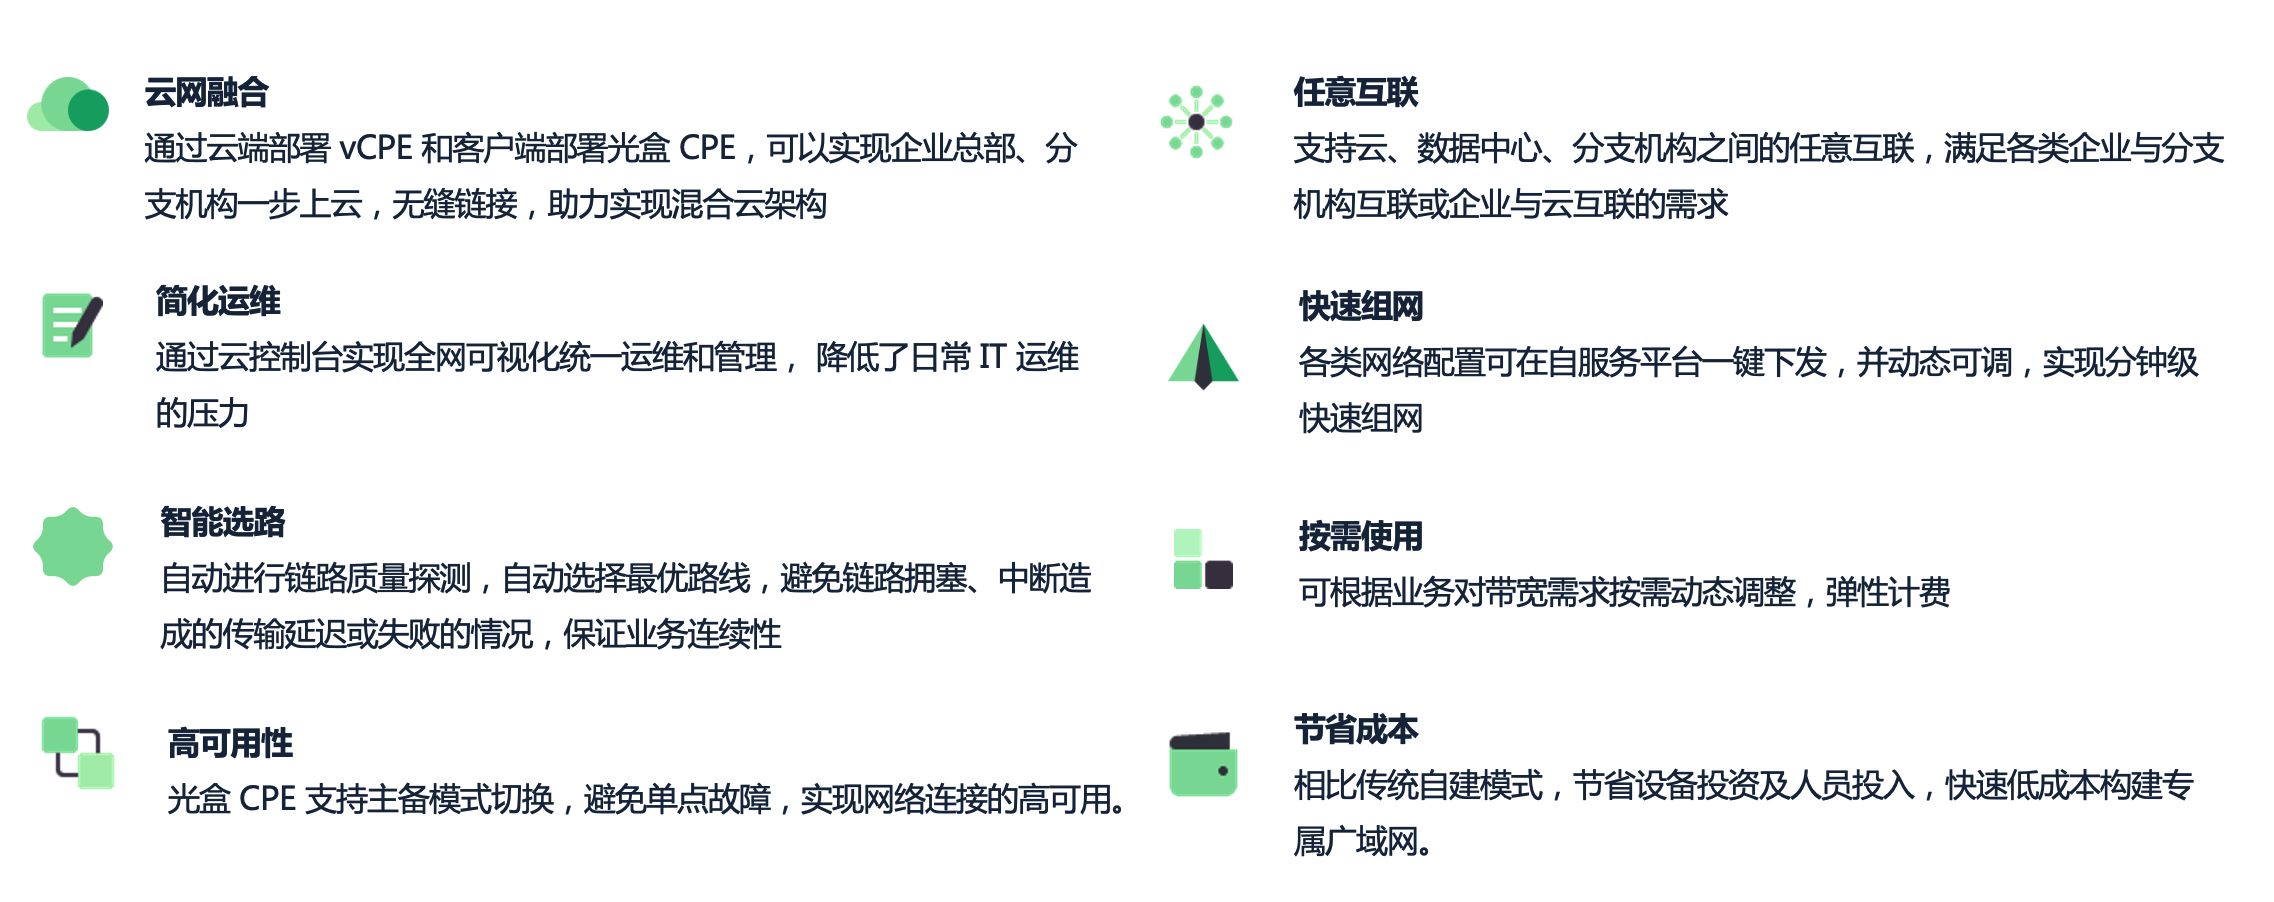 云网融合
通过云端部署 vCPE 和客户端部署光盒 CPE，可以实现企业总部、分
支机构一步上云，无缝链接，助力实现混合云架构
任意互联
支持云、数据中心、分支机构之间的任意互联，满足各类企业与分支
机构互联或企业与云互联的需求
简化运维
通过云控制台实现全网可视化统一运维和管理， 降低了日常 IT 运维
的压力
快速组网
各类网络配置可在自服务平台一键下发，并动态可调，实现分钟级
快速组网
智能选路
自动进行链路质量探测，自动选择最优路线，避免链路拥塞、中断造
成的传输延迟或失败的情况，保证业务连续性
按需使用
可根据业务对带宽需求按需动态调整，弹性计费
高可用性
光盒 CPE 支持主备模式切换，避免单点故障，实现网络连接的高可用。
节省成本
相比传统自建模式，节省设备投资及人员投入，快速低成本构建专
属广域网。